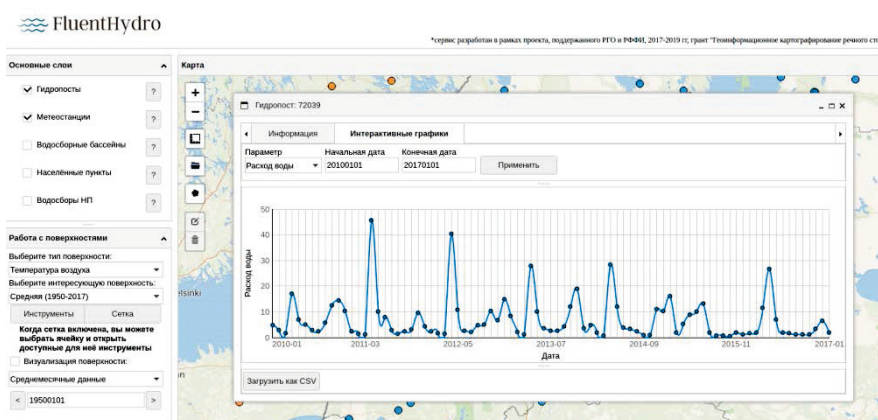 FluentHydro
*сервис разработан в рамках проекта, поддержанного РГО и РФФИ, 2017-2019 гг, грант "Геоинформационное картографирование речного сто
Основные слои
Карта
Гидропосты ?
Метеостанции ?
Водосборные бассейны ?
Населённые пункты ?
Водосборы НП ?
Работа с поверхностями
Выберите тип поверхности:
Температура воздуха
Выберите интересующую поверхность:
Средняя (1950-2017)
Инструменты Сетка
Когда сетка включена, вы можете
выбрать ячейку и открыть
доступные для неё инструменты
Визуализация поверхности:
Среднемесячные данные
< 19500101 >
+
−
elsinki
Гидропост: 72039
Информация Интерактивные графики
Параметр Начальная дата Конечная дата
Расход воды 20100101 20170101 Применить
Расход воды
50
40
30
20
10
0
2010-01 2011-03 2012-05 2013-07 2014-09 2015-11 2017-01
Дата
Загрузить как CSV